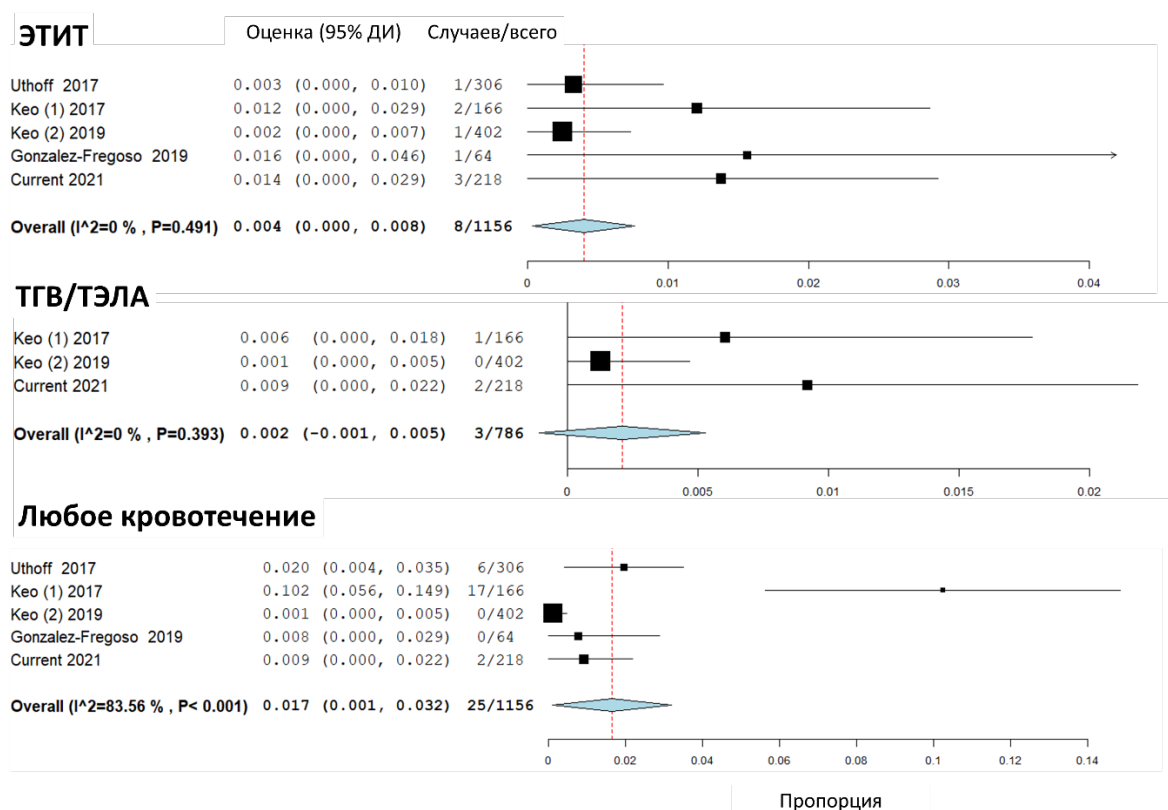 ЭТИТ
Оценка (95% ДИ) Случаев/всего
Uthoff 2017 0.003 (0.000, 0.010) 1/306
Keo (1) 2017 0.012 (0.000, 0.029) 2/166
Keo (2) 2019 0.002 (0.000, 0.007) 1/402
Gonzalez-Fregoso 2019 0.016 (0.000, 0.046) 1/64
Current 2021 0.014 (0.000, 0.029) 3/218
Overall (I^2=0 % , P=0.491) 0.004 (0.000, 0.008) 8/1156
0 0.01 0.02 0.03 0.04
ТГВ/ТЭЛА
Keo (1) 2017 0.006 (0.000, 0.018) 1/166
Keo (2) 2019 0.001 (0.000, 0.005) 0/402
Current 2021 0.009 (0.000, 0.022) 2/218
Overall (I^2=0 % , P=0.393) 0.002 (-0.001, 0.005) 3/786
0 0.005 0.01 0.015 0.02
Любое кровотечение
Uthoff 2017 0.020 (0.004, 0.035) 6/306
Keo (1) 2017 0.102 (0.056, 0.149) 17/166
Keo (2) 2019 0.001 (0.000, 0.005) 0/402
Gonzalez-Fregoso 2019 0.008 (0.000, 0.029) 0/64
Current 2021 0.009 (0.000, 0.022) 2/218
Overall (I^2=83.56 % , P< 0.001) 0.017 (0.001, 0.032) 25/1156
0 0.02 0.04 0.06 0.08 0.1 0.12 0.14
Пропорция